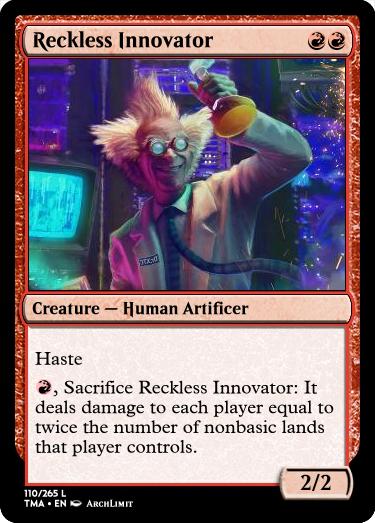 Reckless Innovator
Creature — Human Artificer
Haste
, Sacrifice Reckless Innovator: It
deals damage to each player equal to
twice the number of nonbasic lands
that player controls.
2/2
110/265 L
TMA • EN ArchLimit